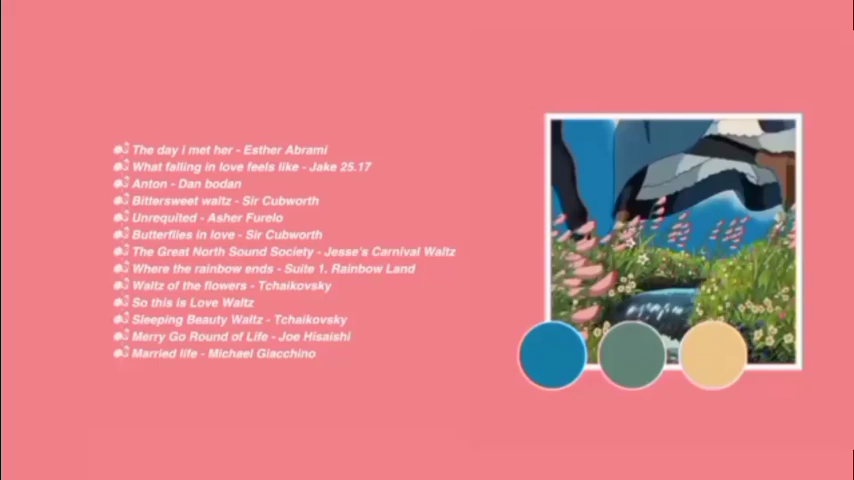 The day i met her - Esther Abrami
What falling in love feels like - Jake 25.17
Anton - Dan bodan
Bittersweet waltz - Sir Cubworth
Unrequited - Asher Furelo
Butterflies in love - Sir Cubworth
The Great North Sound Society - Jesse's Carnival Waltz
Where the rainbow ends - Suite 1. Rainbow Land
Waltz of the flowers - Tchaikovsky
So this is Love Waltz
Sleeping Beauty Waltz - Tchaikovsky
Merry Go Round of Life - Joe Hisaishi
Married life - Michael Giacchino